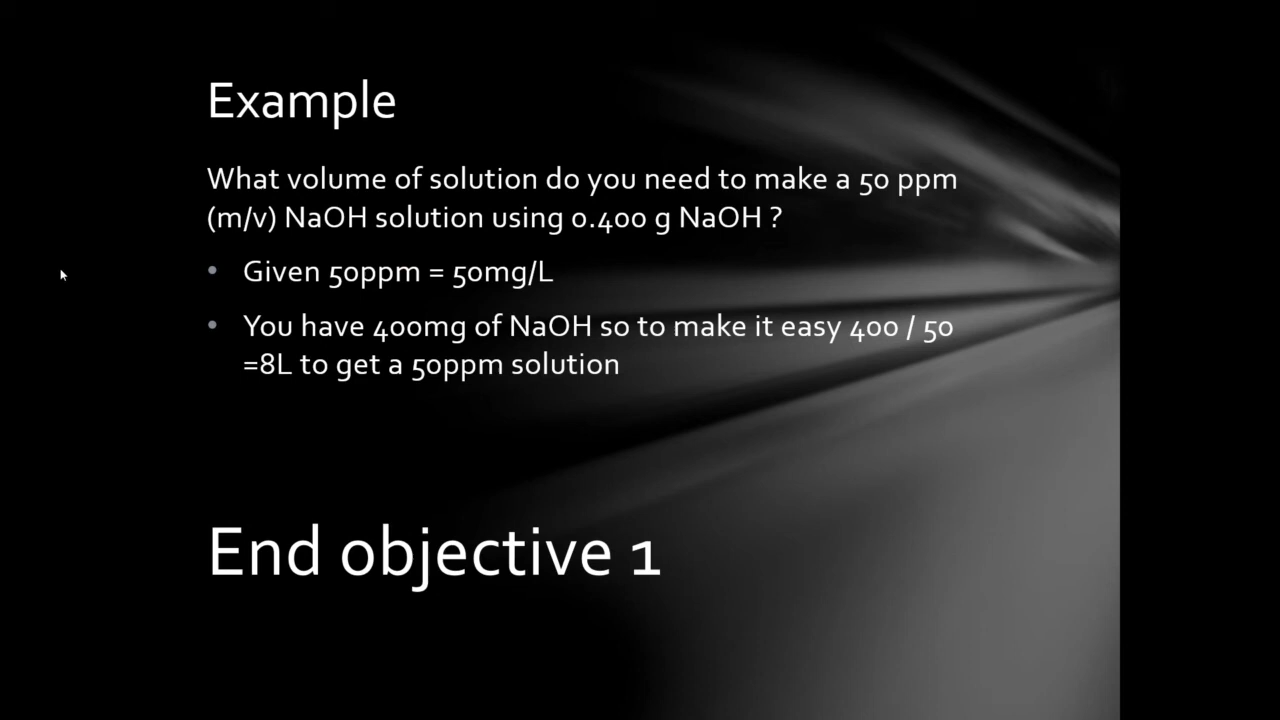 Example
What volume of solution do you need to make a 50 ppm
(m/v) NaOH solution using 0.400 g NaOH ?
• Given 50ppm = 50mg/L
• You have 400mg of NaOH so to make it easy 400 / 50
=8L to get a 50ppm solution
End objective 1